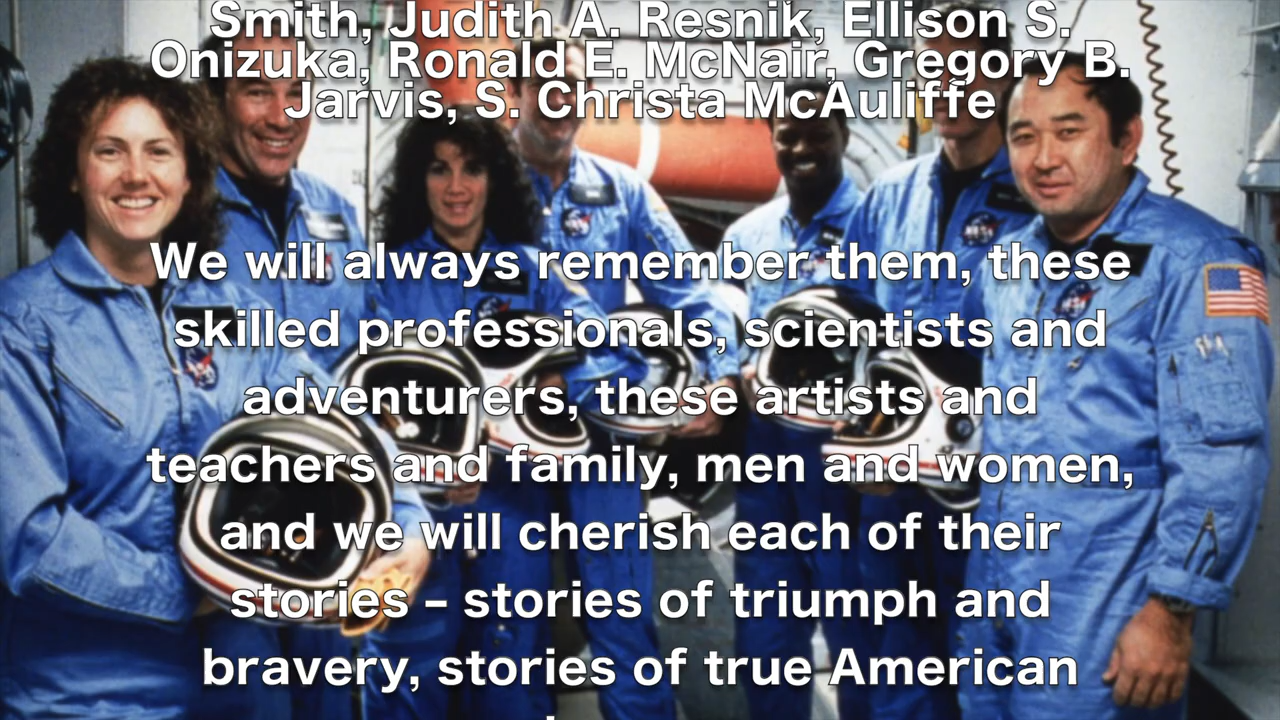 Smith, Judith A. Resnik, Ellison S.
Onizuka, Ronald E. McNair, Gregory B.
Jarvis, S. Christa McAuliffe
We will always remember them, these
skilled professionals, scientists and
adventurers, these artists and
teachers and family, men and women,
and we will cherish each of their
stories – stories of triumph and
bravery, stories of true American